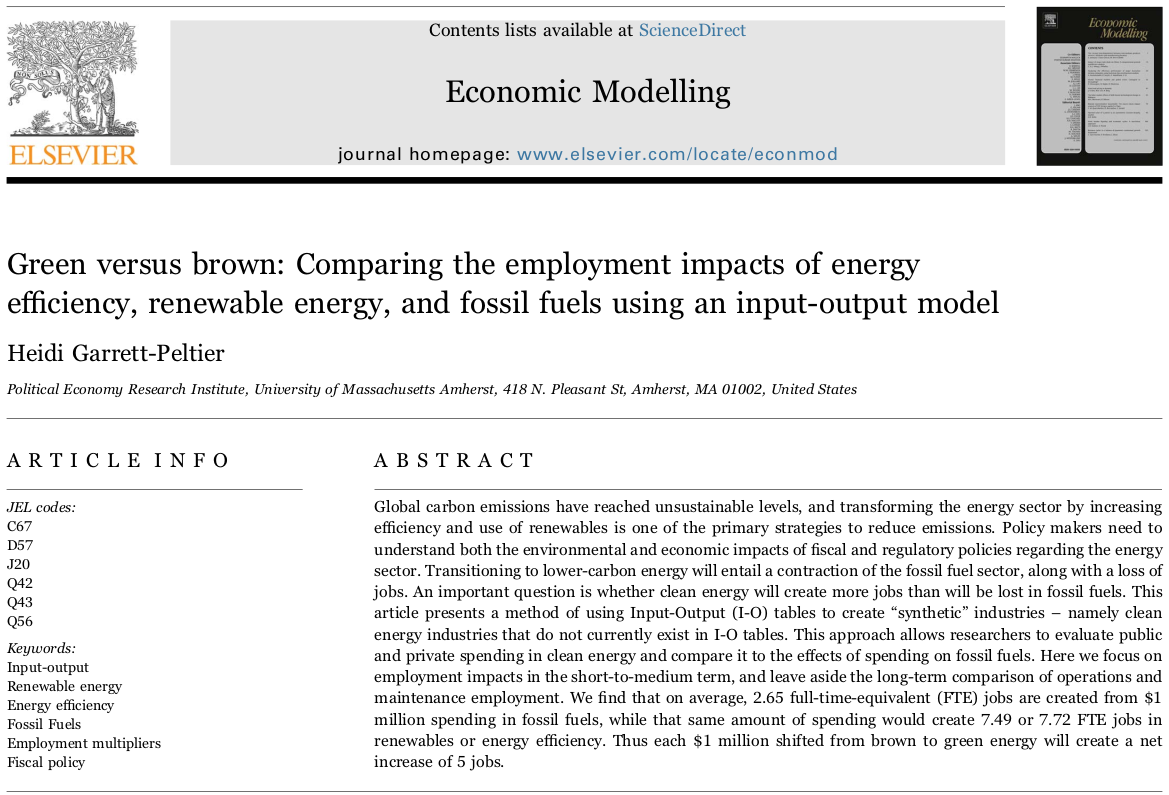 Contents lists available at ScienceDirect
Economic Modelling
journal homepage: www.elsevier.com/locate/econmod
NON SOLUS
ELSEVIER
Economic
Modelling
Green versus brown: Comparing the employment impacts of energy
efficiency, renewable energy, and fossil fuels using an input-output model
Heidi Garrett-Peltier
Political Economy Research Institute, University of Massachusetts Amherst, 418 N. Pleasant St, Amherst, MA 01002, United States
ARTICLE INFO
JEL codes:
C67
D57
J20
Q42
Q43
Q56
Keywords:
Input-output
Renewable energy
Energy efficiency
Fossil Fuels
Employment multipliers
Fiscal policy
ABSTRACT
Global carbon emissions have reached unsustainable levels, and transforming the energy sector by increasing
efficiency and use of renewables is one of the primary strategies to reduce emissions. Policy makers need to
understand both the environmental and economic impacts of fiscal and regulatory policies regarding the energy
sector. Transitioning to lower-carbon energy will entail a contraction of the fossil fuel sector, along with a loss of
jobs. An important question is whether clean energy will create more jobs than will be lost in fossil fuels. This
article presents a method of using Input-Output (I-O) tables to create “synthetic” industries – namely clean
energy industries that do not currently exist in I-O tables. This approach allows researchers to evaluate public
and private spending in clean energy and compare it to the effects of spending on fossil fuels. Here we focus on
employment impacts in the short-to-medium term, and leave aside the long-term comparison of operations and
maintenance employment. We find that on average, 2.65 full-time-equivalent (FTE) jobs are created from $1
million spending in fossil fuels, while that same amount of spending would create 7.49 or 7.72 FTE jobs in
renewables or energy efficiency. Thus each $1 million shifted from brown to green energy will create a net
increase of 5 jobs.